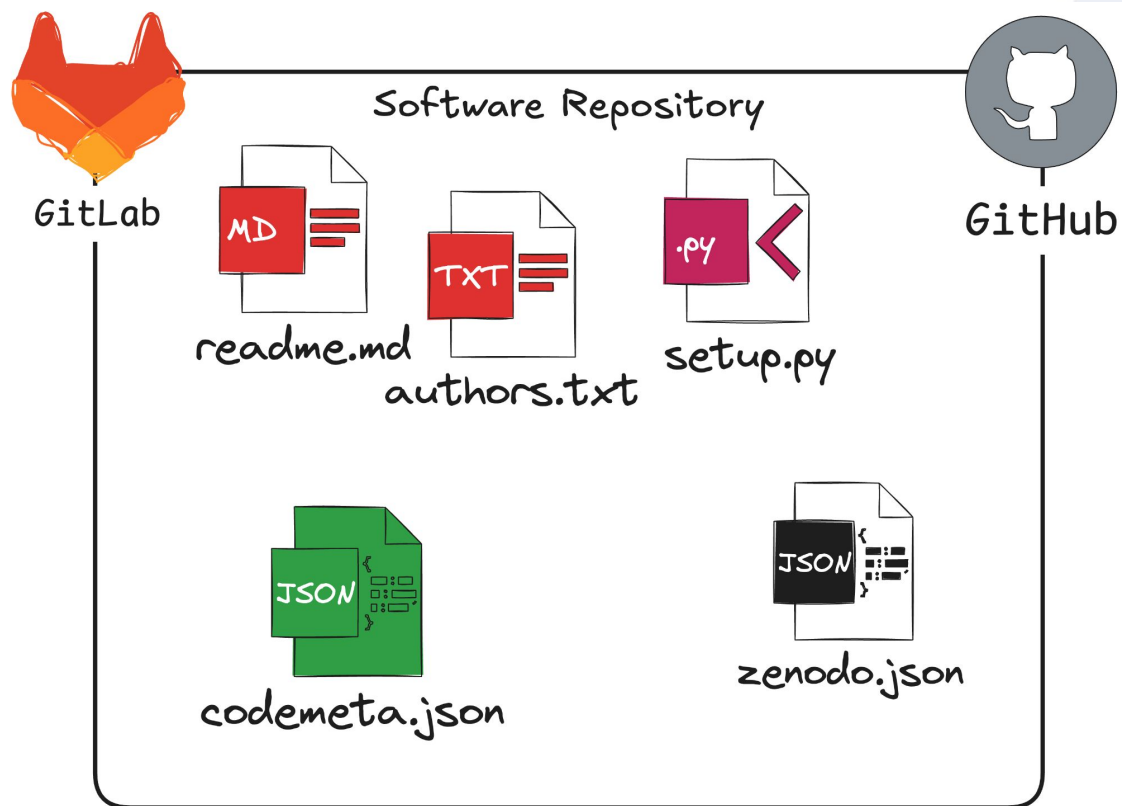 Software Repository
GitLab
GitHub
MD
readme.md
TXT
authors.txt
.py
setup.py
JSON
codemeta.json
JSON
zenodo.json